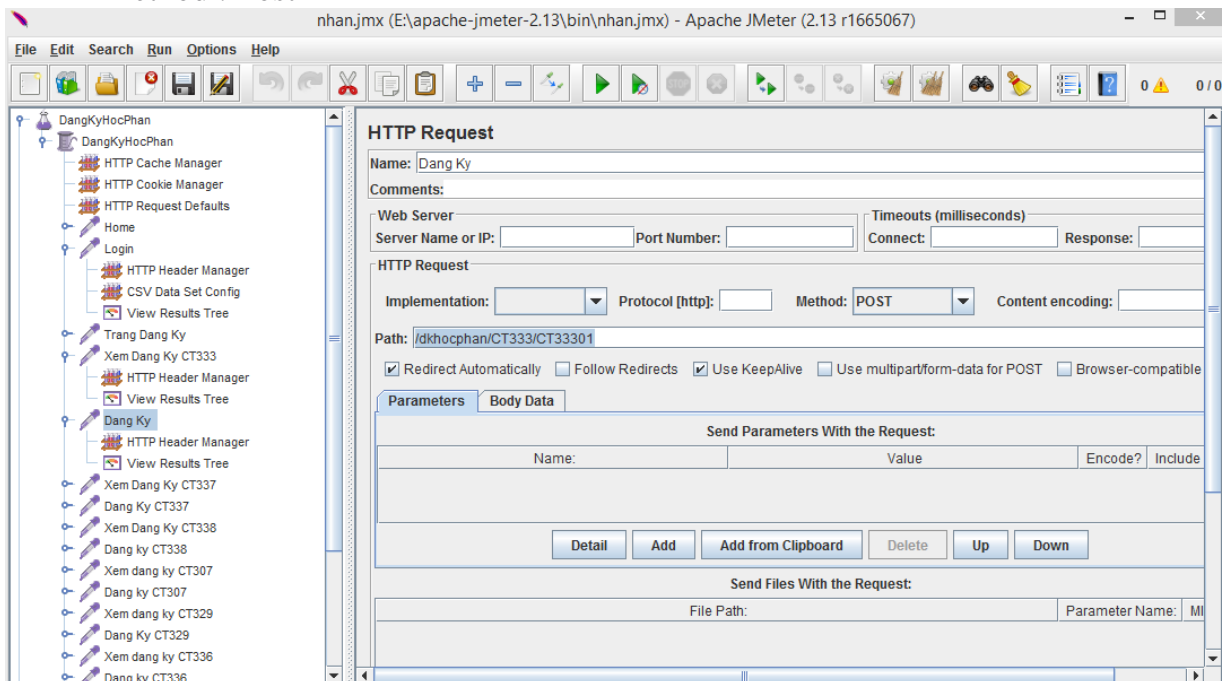 nhan.jmx (E:\apache-jmeter-2.13\bin\nhan.jmx) - Apache JMeter (2.13 r1665067)
File Edit Search Run Options Help
0 0 / 0
DangKyHocPhan
DangKyHocPhan
HTTP Cache Manager
HTTP Cookie Manager
HTTP Request Defaults
Home
Login
HTTP Header Manager
CSV Data Set Config
View Results Tree
Trang Dang Ky
Xem Dang Ky CT333
HTTP Header Manager
View Results Tree
Dang Ky
HTTP Header Manager
View Results Tree
Xem Dang Ky CT337
Dang Ky CT337
Xem Dang Ky CT338
Dang ky CT338
Xem dang ky CT307
Dang ky CT307
Xem dang ky CT329
Dang Ky CT329
Xem dang ky CT336
Dang ky CT336
HTTP Request
Name: Dang Ky
Comments:
Web Server Timeouts (milliseconds)
Server Name or IP: Port Number: Connect: Response:
HTTP Request
Implementation: Protocol [http]: Method: POST Content encoding:
Path: /dkhocphan/CT333/CT33301
Redirect Automatically Follow Redirects Use KeepAlive Use multipart/form-data for POST Browser-compatible
Parameters Body Data
Send Parameters With the Request:
Name: Value Encode? Include
Detail Add Add from Clipboard Delete Up Down
Send Files With the Request:
File Path: Parameter Name: MI